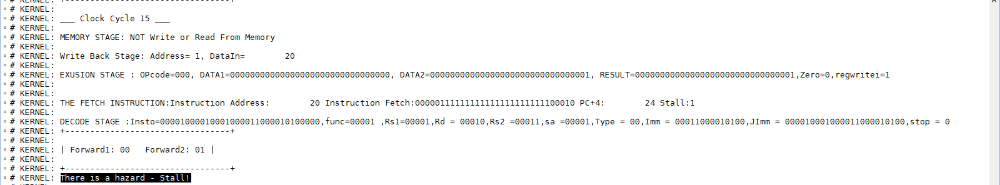 # KERNEL: +---------------------------------+
# KERNEL:
# KERNEL: ___ Clock Cycle 15 ___
# KERNEL:
# KERNEL: MEMORY STAGE: NOT Write or Read From Memory
# KERNEL:
# KERNEL: Write Back Stage: Address= 1, DataIn=        20
# KERNEL:
# KERNEL: EXUSION STAGE : OPcode=000, DATA1=00000000000000000000000000000000, DATA2=00000000000000000000000000000001, RESULT=00000000000000000000000000000001,Zero=0,regwritei=1
# KERNEL:
# KERNEL:
# KERNEL: THE FETCH INSTRUCTION:Instruction Address:        20 Instruction Fetch:00000111111111111111111111100010 PC+4:        24 Stall:1
# KERNEL:
# KERNEL: DECODE STAGE :Insto=00001000010001000011000010100000,func=00001 ,Rs1=00001,Rd = 00010,Rs2 =00011,sa =00001,Type = 00,Imm = 00011000010100,JImm = 000010001000011000010100,stop = 0
# KERNEL: +---------------------------------+
# KERNEL:
# KERNEL: | Forward1: 00   Forward2: 01 |
# KERNEL:
# KERNEL: +---------------------------------+
# KERNEL: There is a hazard - Stall!